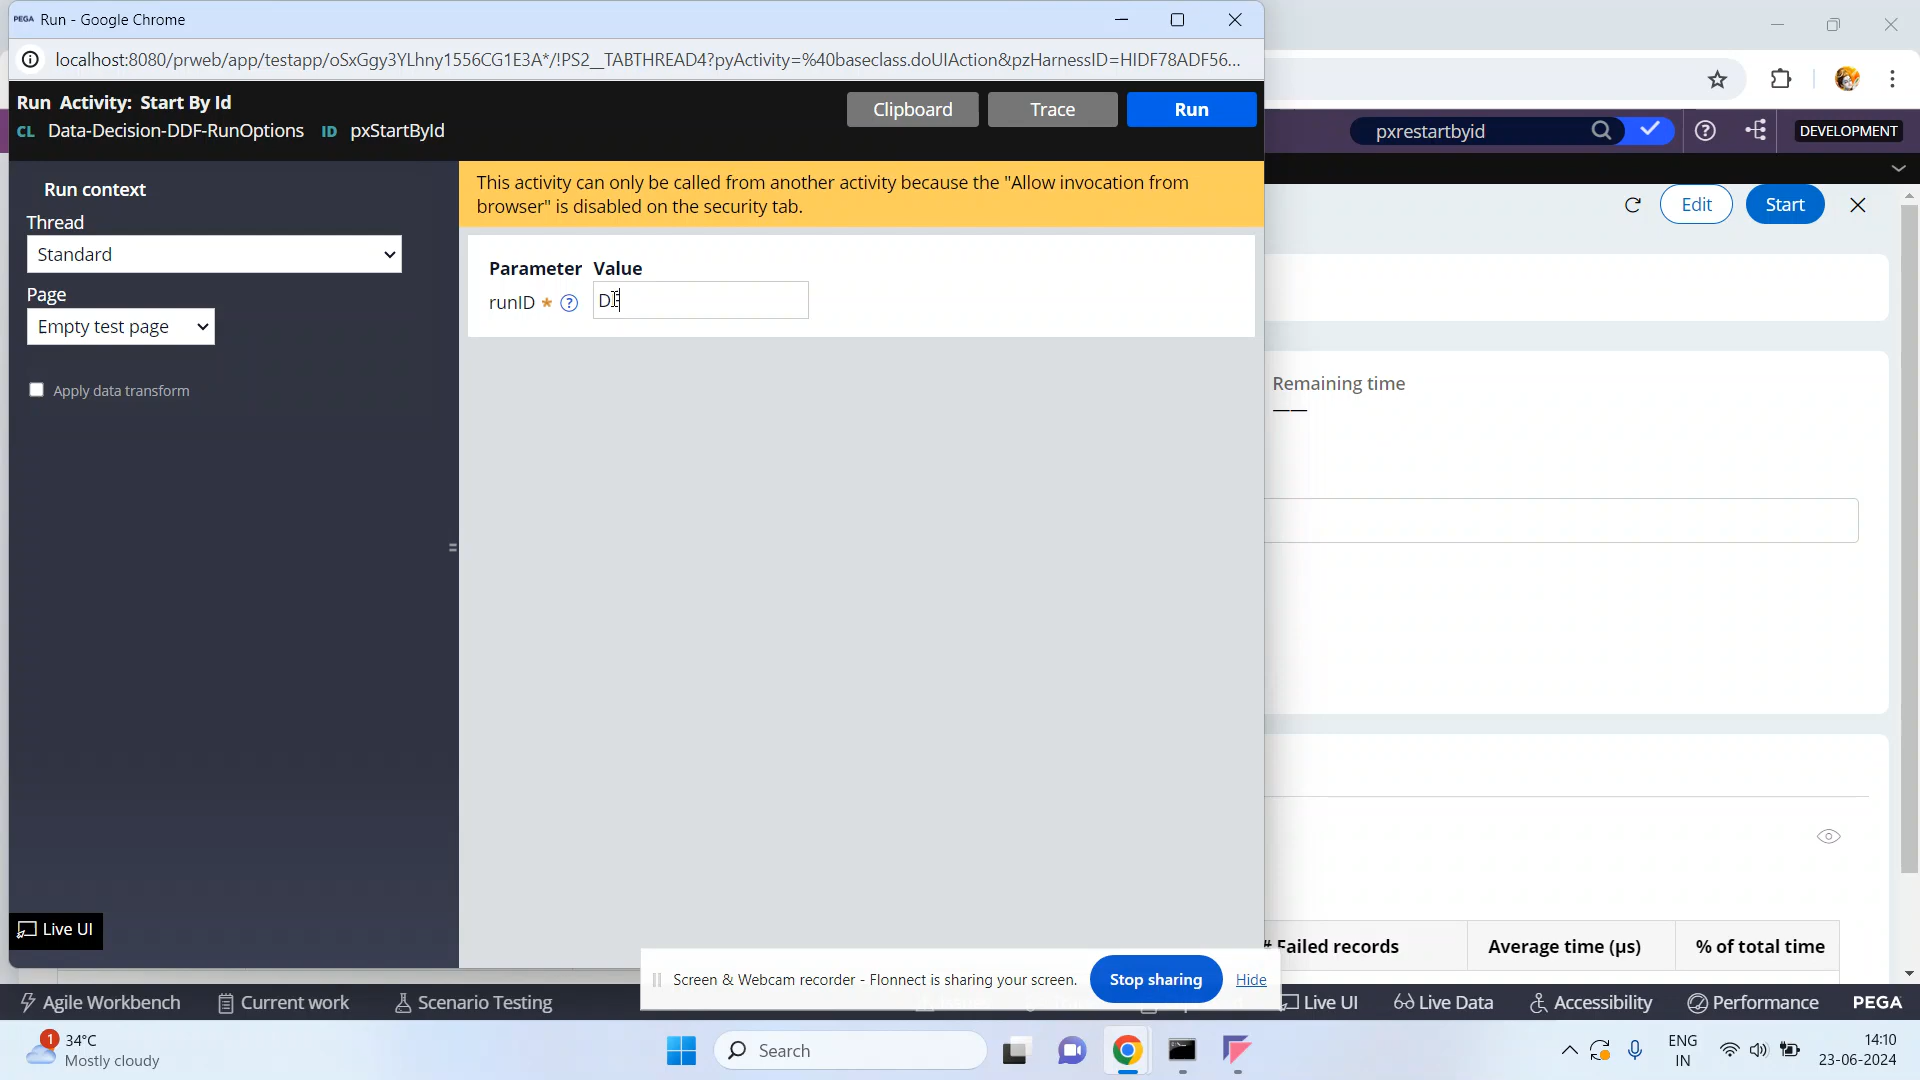 PEGA Run - Google Chrome
localhost:8080/prweb/app/testapp/oSxGgy3YLhny1556CG1E3A*/!PS2__TABTHREAD4?pyActivity=%40baseclass.doUIAction&pzHarnessID=HIDF78ADF56...
Run Activity: Start By Id
Clipboard
Trace
Run
CL Data-Decision-DDF-RunOptions ID pxStartById
pxrestartbyid
DEVELOPMENT
Run context
This activity can only be called from another activity because the "Allow invocation from
browser" is disabled on the security tab.
Edit
Start
Thread
Standard
Parameter Value
runID * ?
Page
Empty test page
Apply data transform
Remaining time
——
Live UI
# Failed records
Average time (µs)
% of total time
Screen & Webcam recorder - Flonnect is sharing your screen.
Stop sharing
Hide
Agile Workbench
Current work
Scenario Testing
Live UI
Live Data
Accessibility
Performance
PEGA
1
34°C
Mostly cloudy
Search
ENG
IN
14:10
23-06-2024